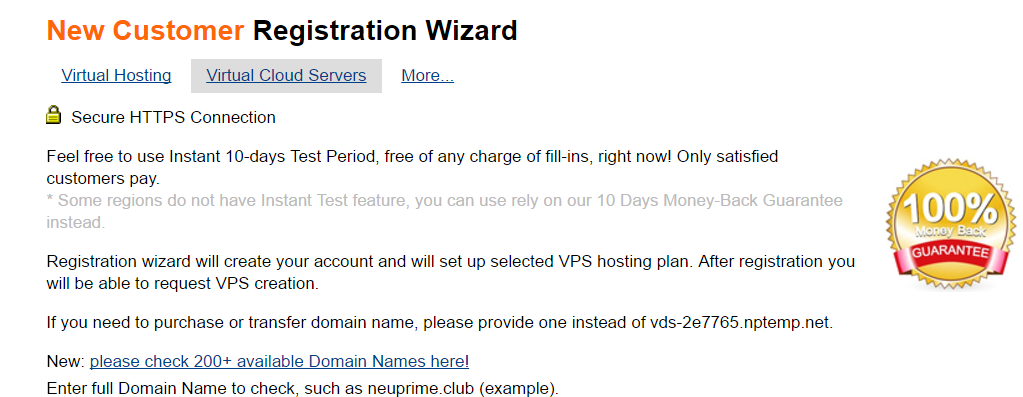 New Customer Registration Wizard
Virtual Hosting Virtual Cloud Servers More...
Secure HTTPS Connection
Feel free to use Instant 10-days Test Period, free of any charge of fill-ins, right now! Only satisfied
customers pay.
* Some regions do not have Instant Test feature, you can use rely on our 10 Days Money-Back Guarantee
instead.
100%
Money Back
GUARANTEE
Registration wizard will create your account and will set up selected VPS hosting plan. After registration you
will be able to request VPS creation.
If you need to purchase or transfer domain name, please provide one instead of vds-2e7765.nptemp.net.
New: please check 200+ available Domain Names here!
Enter full Domain Name to check, such as neuprime.club (example).